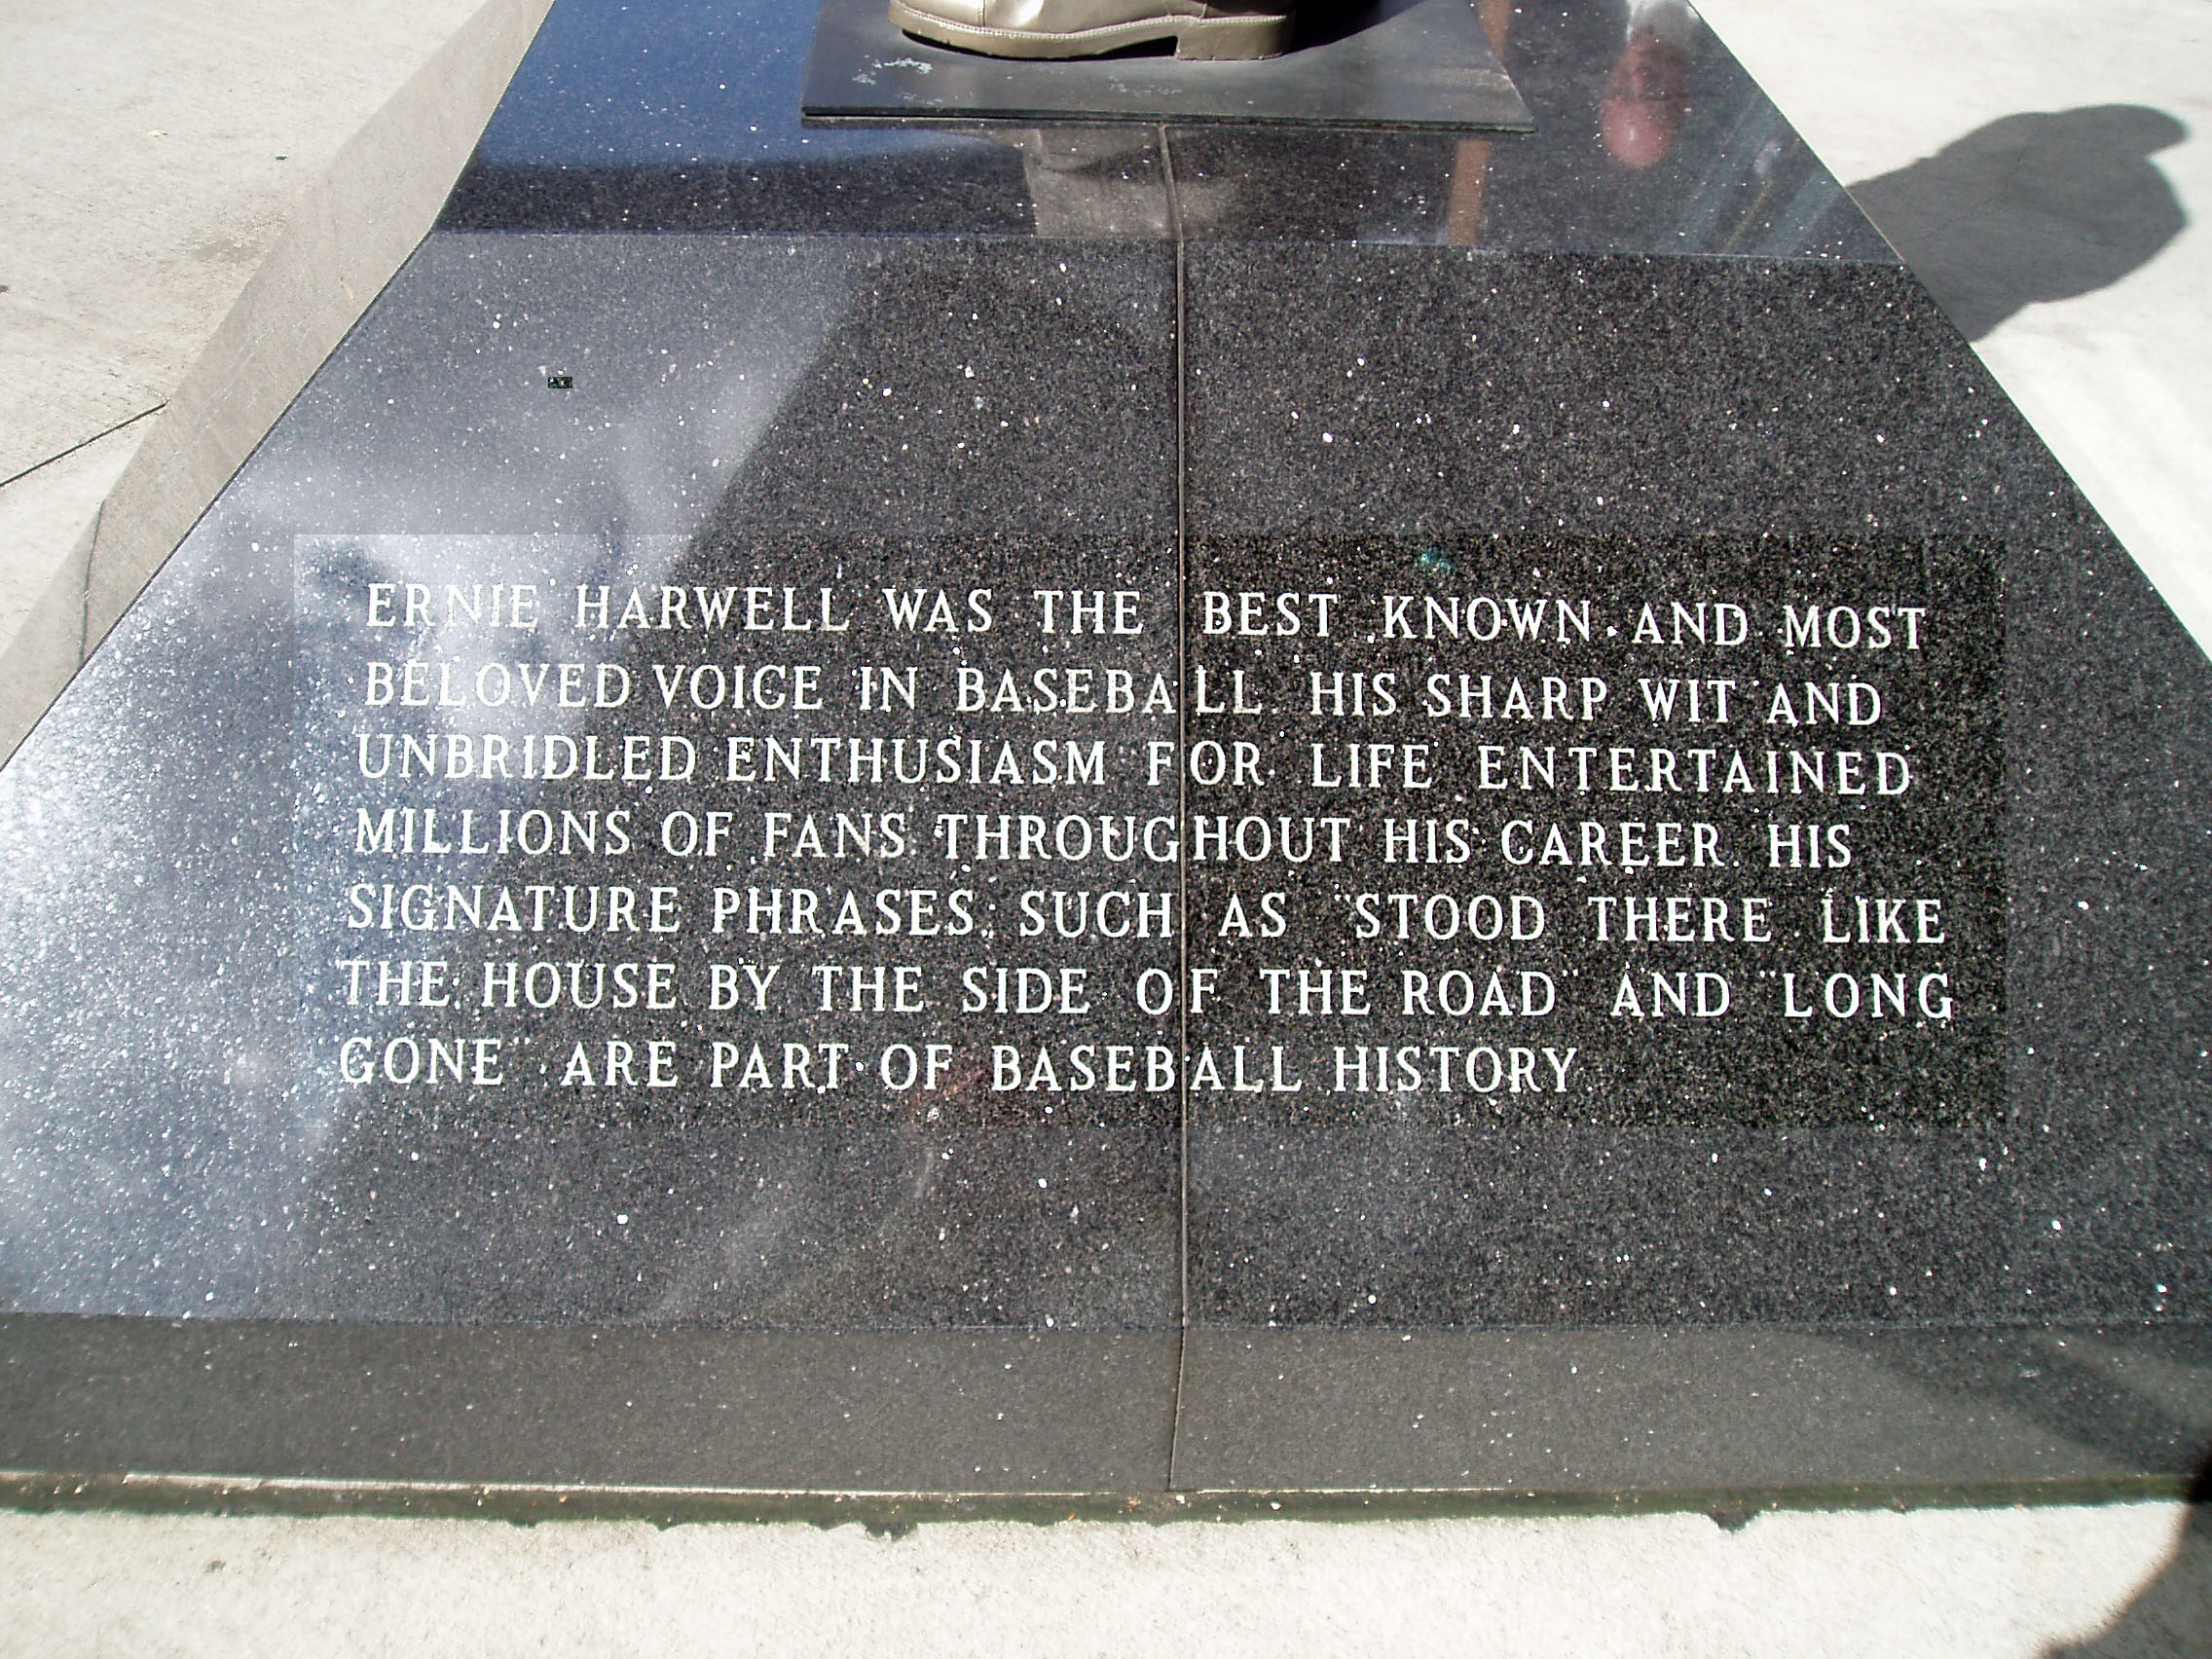 ERNIE HARWELL WAS THE BEST KNOWN AND MOST
BELOVED VOICE IN BASEBALL. HIS SHARP WIT AND
UNBRIDLED ENTHUSIASM FOR LIFE ENTERTAINED
MILLIONS OF FANS THROUGHOUT HIS CAREER. HIS
SIGNATURE PHRASES, SUCH AS "STOOD THERE LIKE
THE HOUSE BY THE SIDE OF THE ROAD" AND "LONG
GONE" ARE PART OF BASEBALL HISTORY.